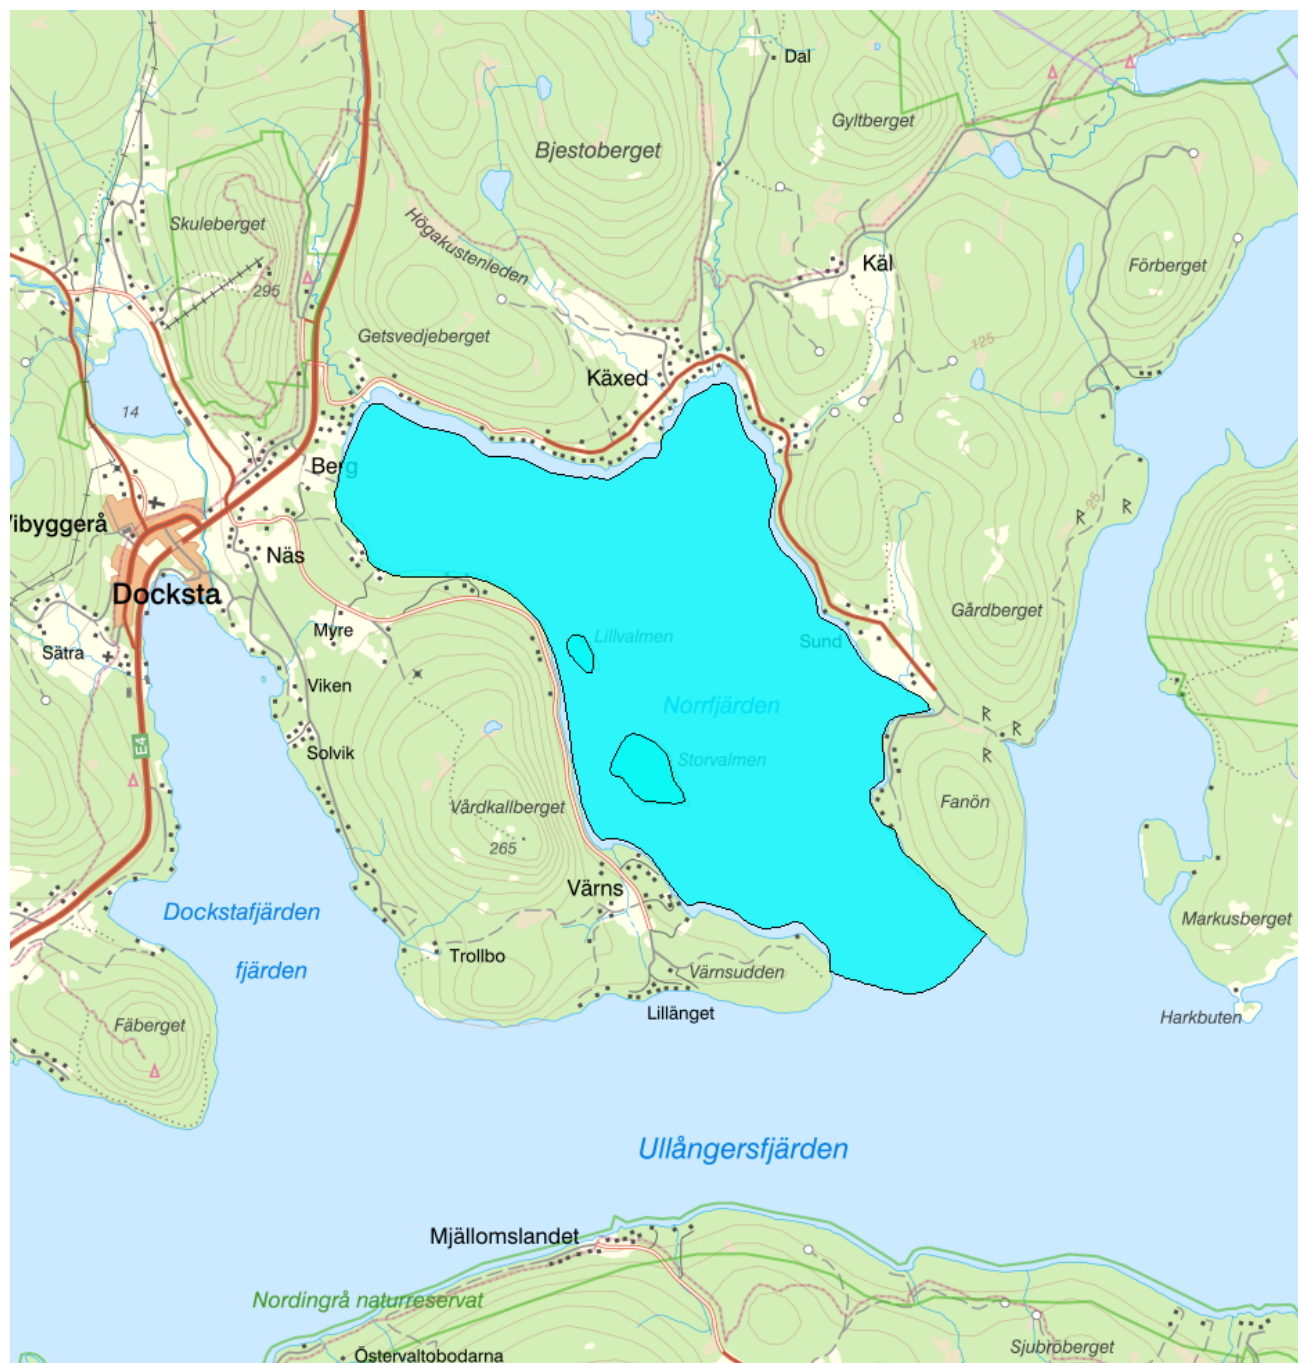 Dal
Gyltberget
Bjestoberget
Skuleberget
Högakustenleden
Käl
Förberget
295
Getsvedjeberget
125
Käxed
14
Berg
25
Vibyggerå
Näs
Docksta
Gårdberget
Myre
Lillvalmen
Sund
Sätra
Viken
Norrfjärden
E4
Solvik
Storvalmen
Vårdkallberget
Fanön
265
Värns
Dockstafjärden
Markusberget
Trollbo
fjärden
Värnsudden
Lillänget
Harkbuten
Fäberget
Ullångersfjärden
Mjällomslandet
Nordingrå naturreservat
Sjubröberget
Östervaltobodarna